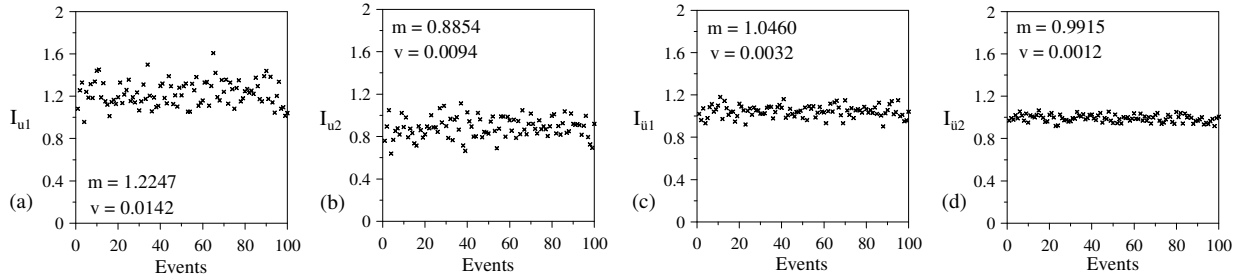 2
1.6
1.2
0.8
0.4
0
I_u1
(a)
m = 1.2247
v = 0.0142
0 20 40 60 80 100
Events
2
1.6
1.2
0.8
0.4
0
I_u2
(b)
m = 0.8854
v = 0.0094
0 20 40 60 80 100
Events
2
1.6
1.2
0.8
0.4
0
I_ü1
(c)
m = 1.0460
v = 0.0032
0 20 40 60 80 100
Events
2
1.6
1.2
0.8
0.4
0
I_ü2
(d)
m = 0.9915
v = 0.0012
0 20 40 60 80 100
Events